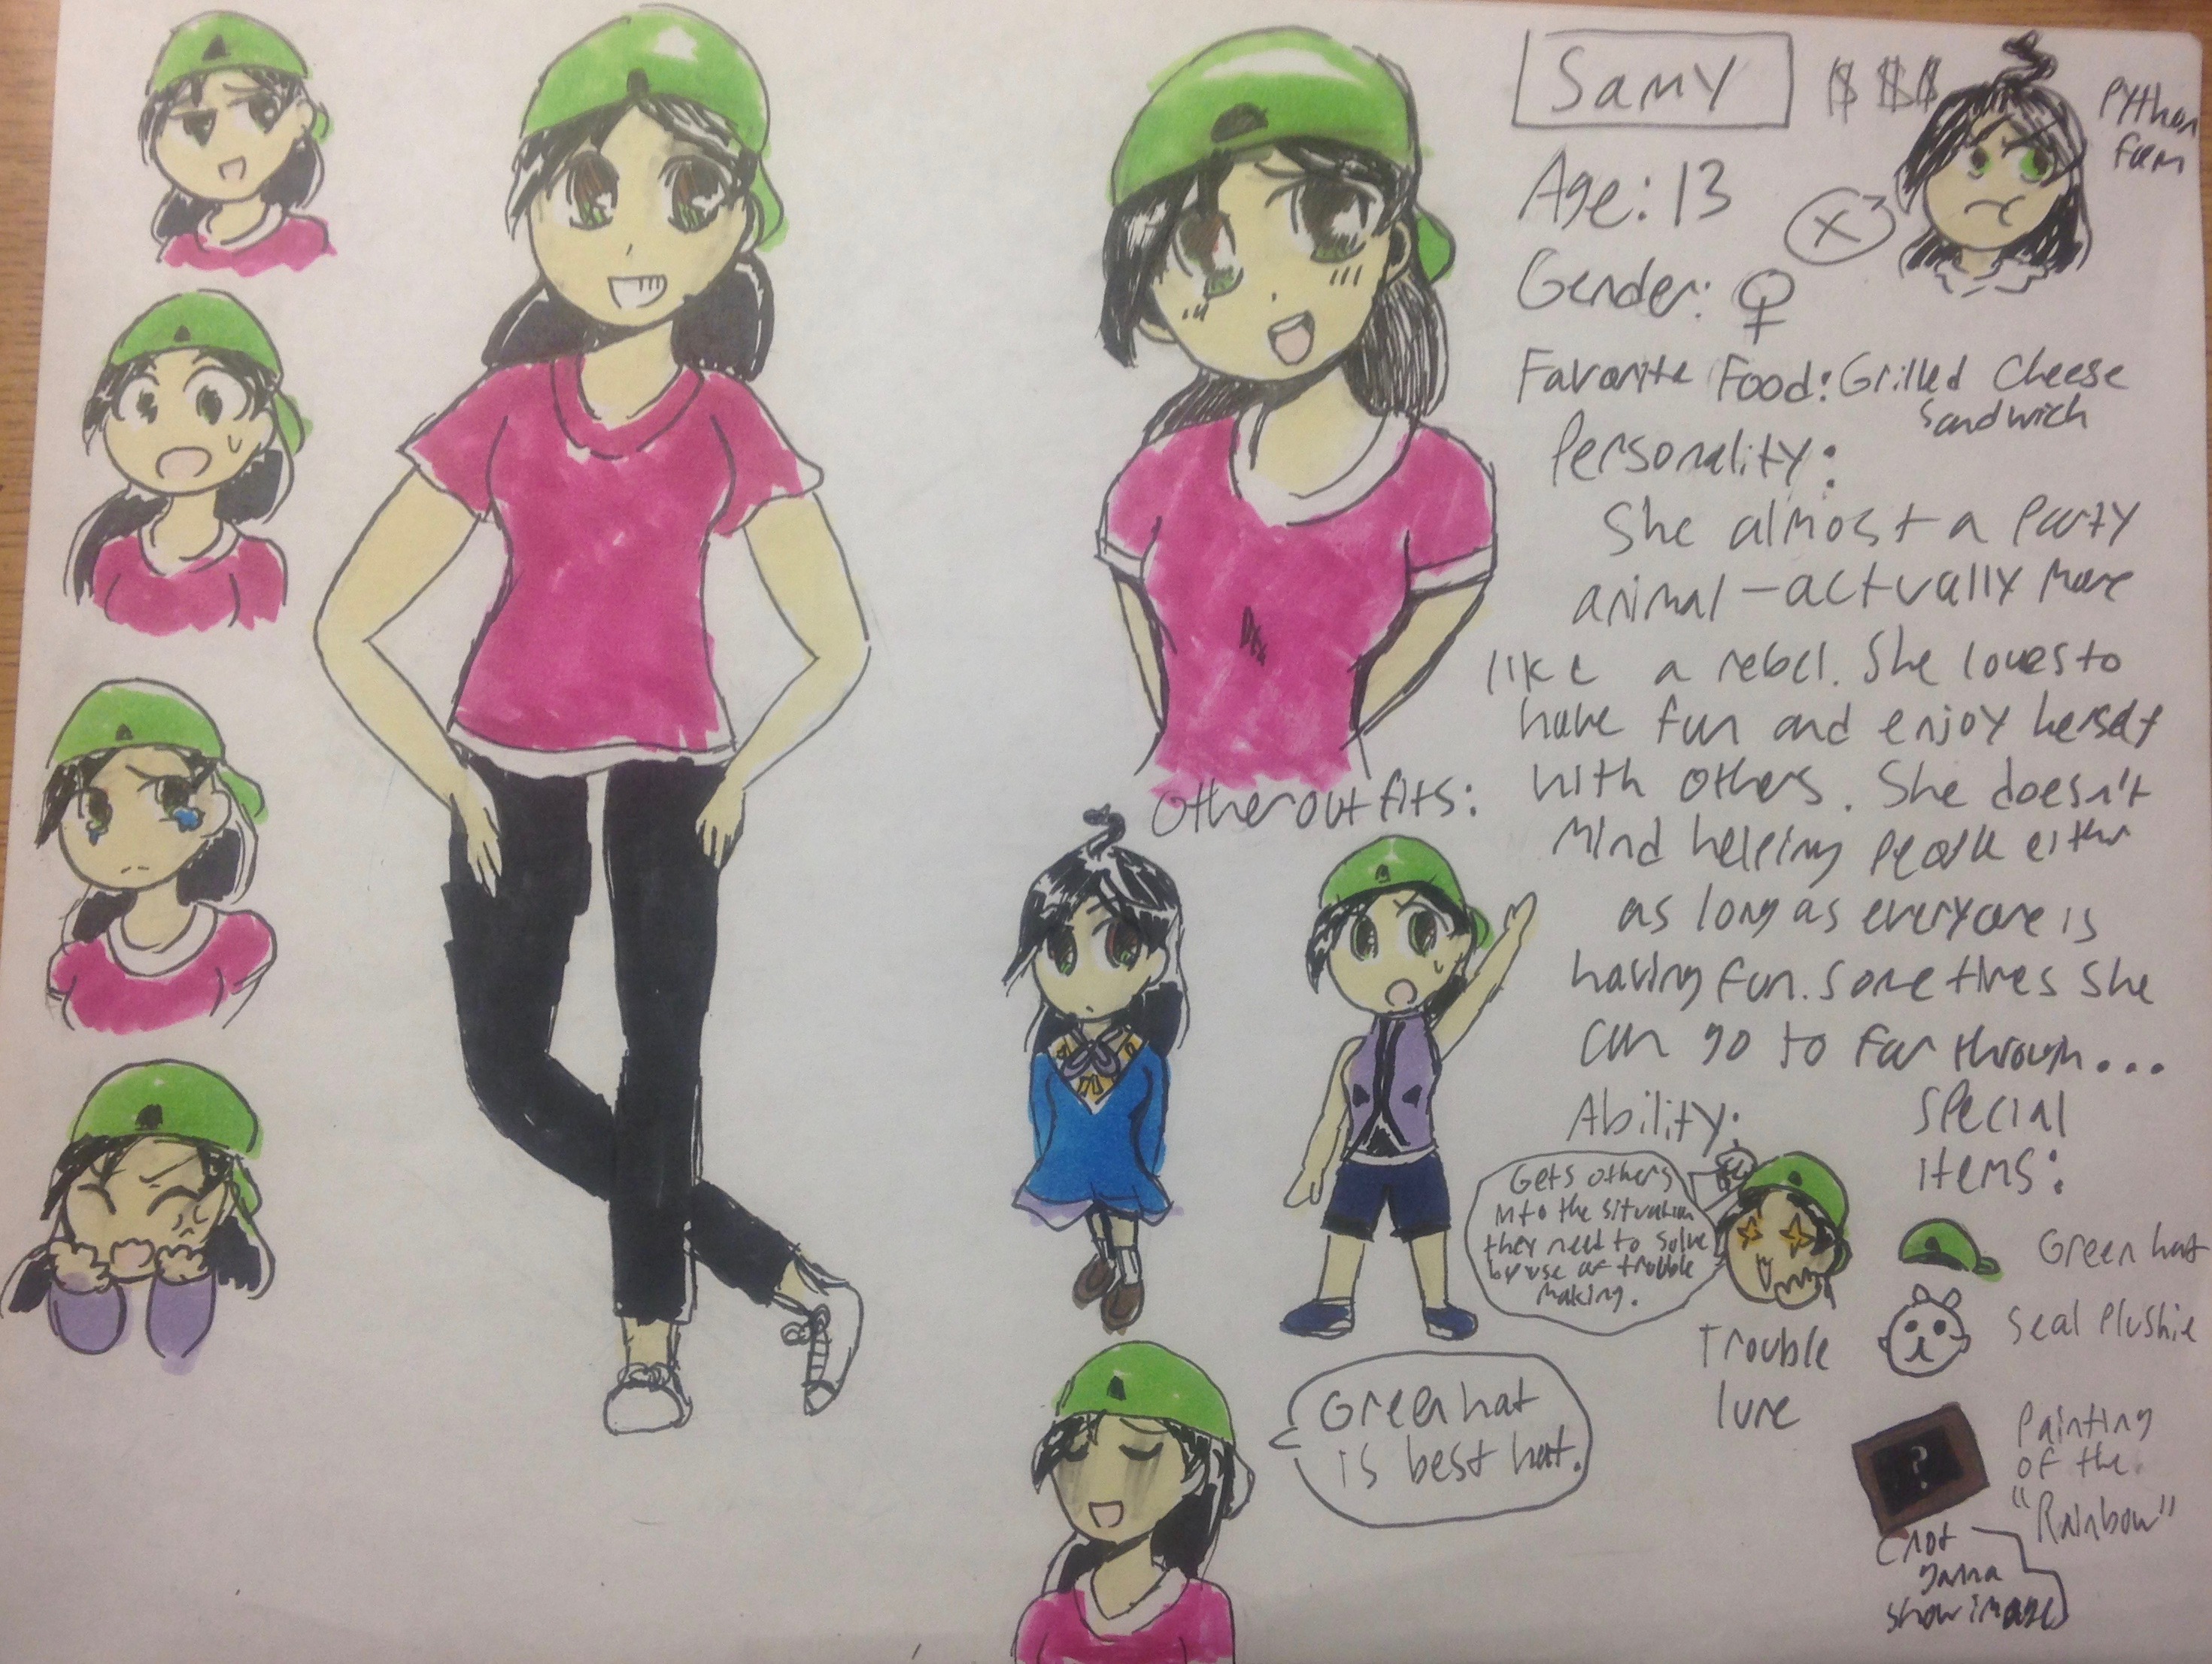 Samy
$ $$
Python
fum
Age: 13
X3
Gender: ♀
Favorite Food: Grilled Cheese
Sandwich
Personality:
She almost a party
animal - actually more
like a rebel. She loves to
have fun and enjoy herself
with others. She doesn't
mind helping people either
as long as everyone is
having fun. Sometimes she
can go to far through...
Other outfits:
Ability:
Gets others
into the situation
they need to solve
by use of trouble
making.
Trouble
lure
Special
items:
Green hat
Seal Plushie
?
Painting
of the
"Rainbow"
(not
gana
show image)
Green hat
is best hat.